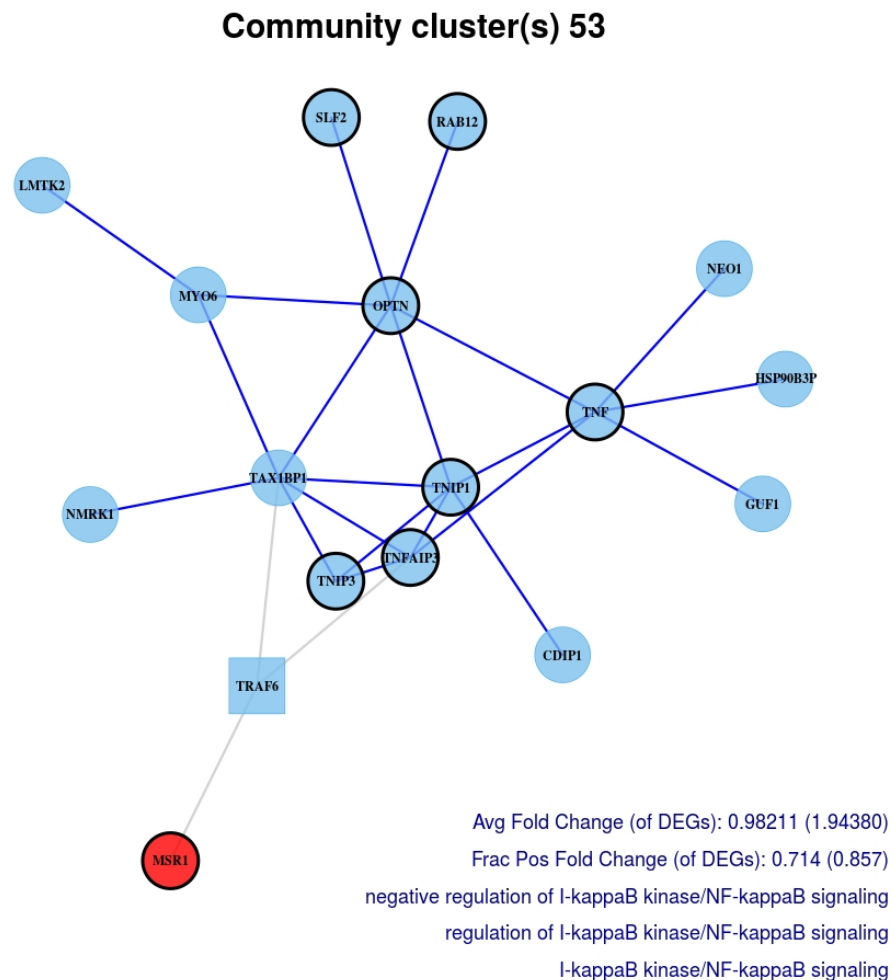 Community cluster(s) 53
SLF2
RAB12
LMTK2
NEO1
MYO6
OPTN
HSP90B3P
TNF
TAX1BP1
TNIP1
GUF1
NMRK1
TNFAIP3
TNIP3
CDIP1
TRAF6
Avg Fold Change (of DEGs): 0.98211 (1.94380)
MSR1
Frac Pos Fold Change (of DEGs): 0.714 (0.857)
negative regulation of I-kappaB kinase/NF-kappaB signaling
regulation of I-kappaB kinase/NF-kappaB signaling
I-kappaB kinase/NF-kappaB signaling